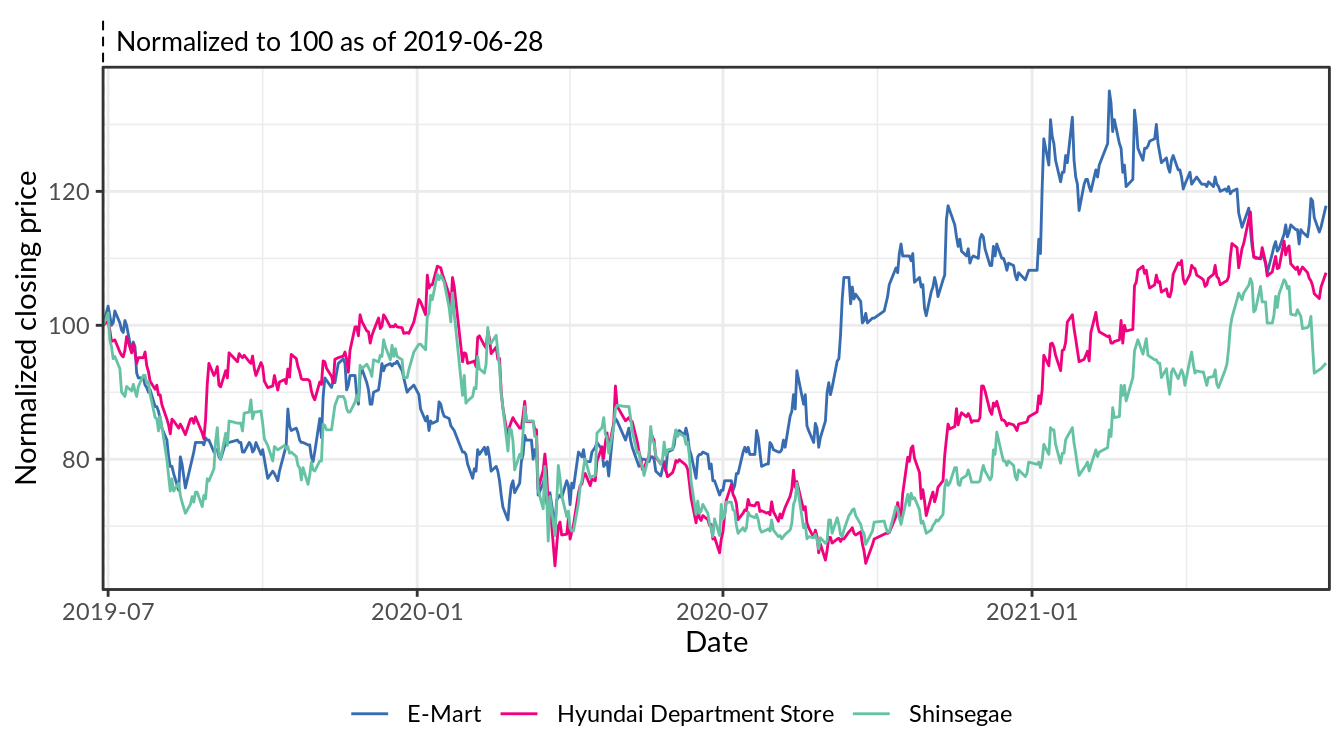 Normalized to 100 as of 2019-06-28
Normalized closing price
120
100
80
2019-07
2020-01
2020-07
2021-01
Date
E-Mart
Hyundai Department Store
Shinsegae